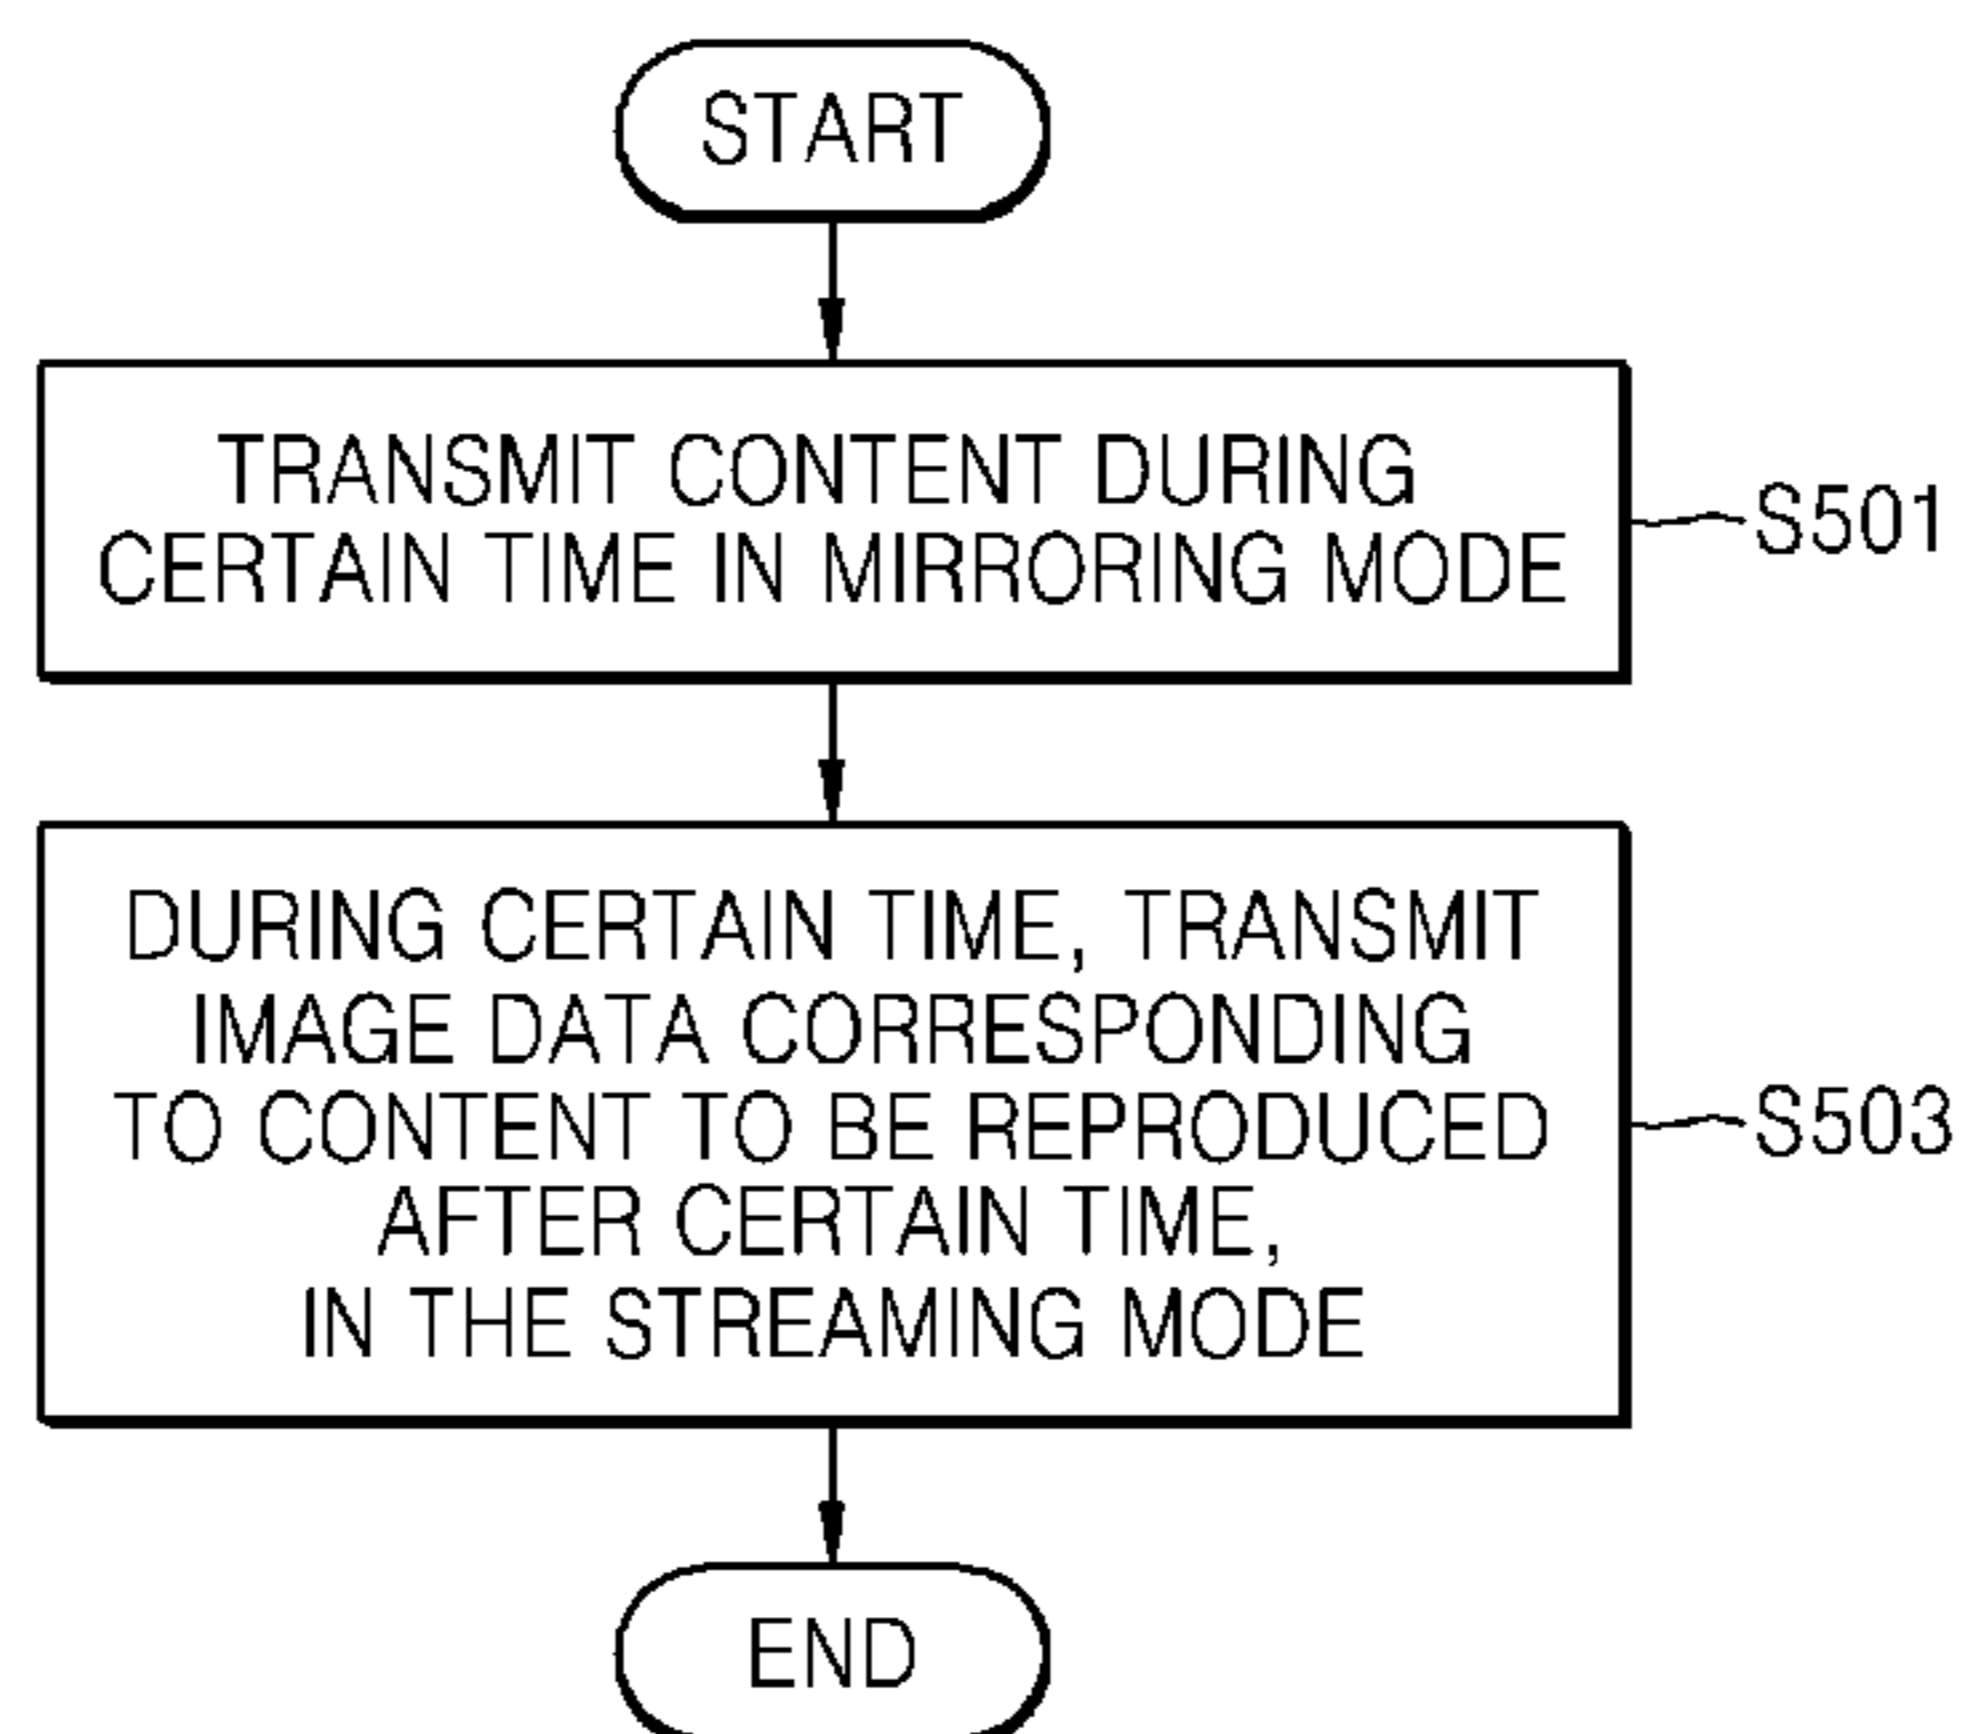 START
TRANSMIT CONTENT DURING
CERTAIN TIME IN MIRRORING MODE
S501
DURING CERTAIN TIME, TRANSMIT
IMAGE DATA CORRESPONDING
TO CONTENT TO BE REPRODUCED
AFTER CERTAIN TIME,
IN THE STREAMING MODE
S503
END